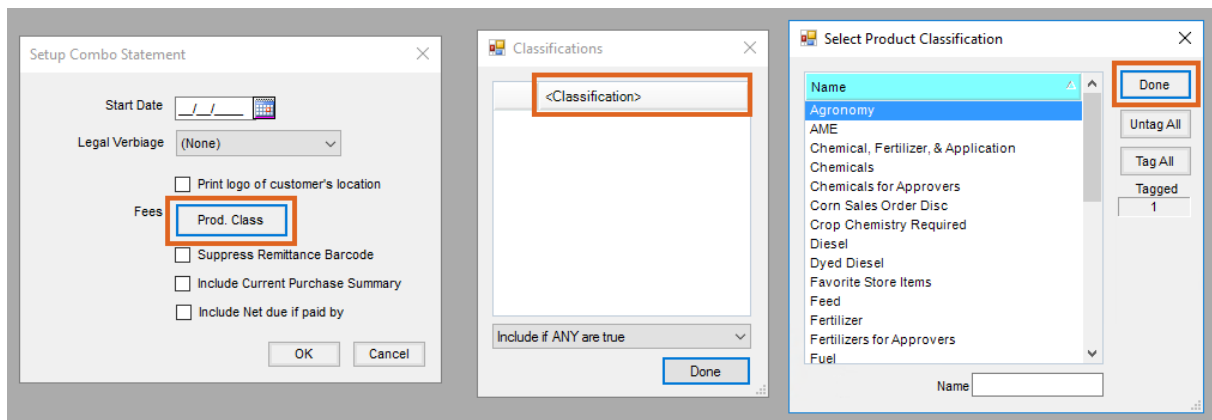 Setup Combo Statement
Start Date __/__/____
Legal Verbiage (None)
Print logo of customer's location
Fees Prod. Class
Suppress Remittance Barcode
Include Current Purchase Summary
Include Net due if paid by
OK Cancel
Classifications
<Classification>
Include if ANY are true
Done
Select Product Classification
Name
Agronomy
AME
Chemical, Fertilizer, & Application
Chemicals
Chemicals for Approvers
Corn Sales Order Disc
Crop Chemistry Required
Diesel
Dyed Diesel
Favorite Store Items
Feed
Fertilizer
Fertilizers for Approvers
Fuel
Done
Untag All
Tag All
Tagged
1
Name